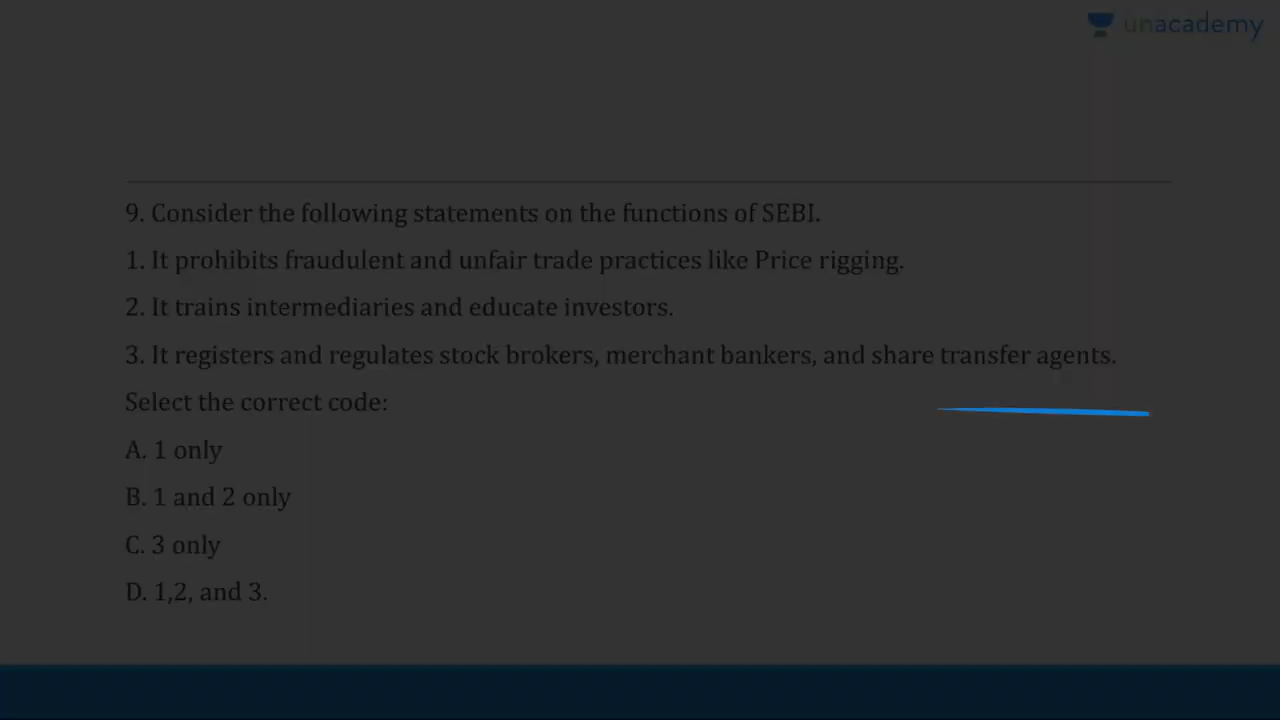 unacademy
9. Consider the following statements on the functions of SEBI.
1. It prohibits fraudulent and unfair trade practices like Price rigging.
2. It trains intermediaries and educate investors.
3. It registers and regulates stock brokers, merchant bankers, and share transfer agents.
Select the correct code:
A. 1 only
B. 1 and 2 only
C. 3 only
D. 1,2, and 3.